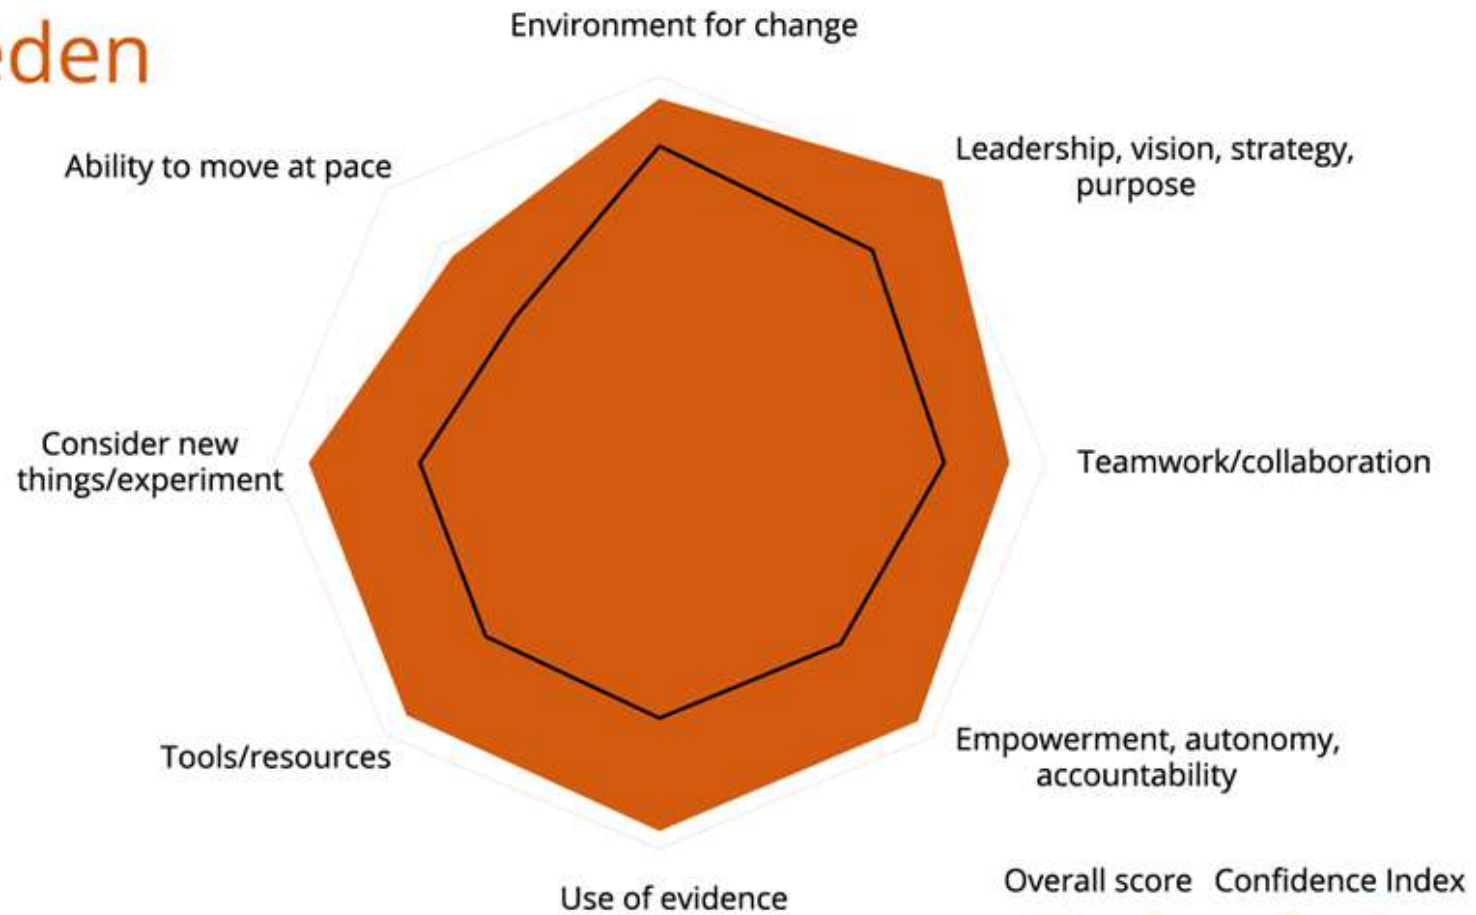 eden
Environment for change
Ability to move at pace
Leadership, vision, strategy,
purpose
Consider new
things/experiment
Teamwork/collaboration
Tools/resources
Empowerment, autonomy,
accountability
Use of evidence
Overall score Confidence Index